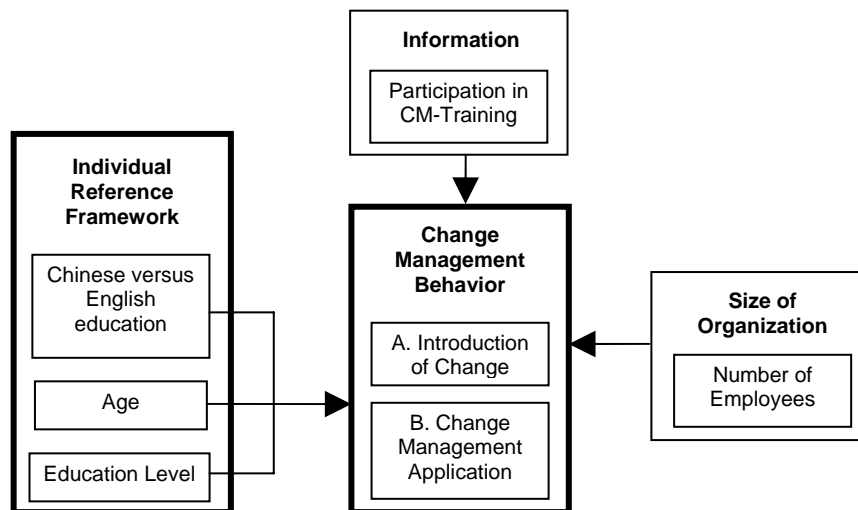 Information
Participation in
CM-Training
Individual
Reference
Framework
Chinese versus
English
education
Age
Education Level
Change
Management
Behavior
A. Introduction
of Change
B. Change
Management
Application
Size of
Organization
Number of
Employees